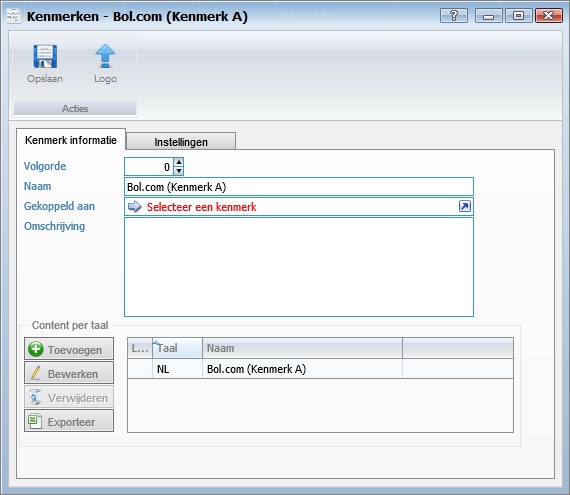 Kenmerken - Bol.com (Kenmerk A)
?
Opslaan Logo
Acties
Kenmerk informatie Instellingen
Volgorde 0
Naam Bol.com (Kenmerk A)
Gekoppeld aan Selecteer een kenmerk
Omschrijving
Content per taal
Toevoegen
Bewerken
Verwijderen
Exporteer
L... Taal Naam
NL Bol.com (Kenmerk A)